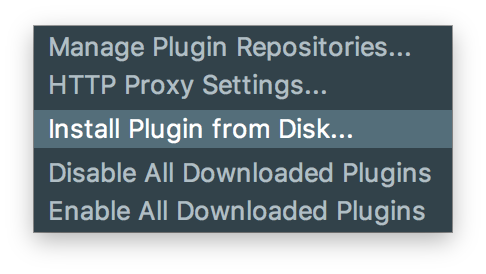 Manage Plugin Repositories...
HTTP Proxy Settings...
Install Plugin from Disk...
Disable All Downloaded Plugins
Enable All Downloaded Plugins